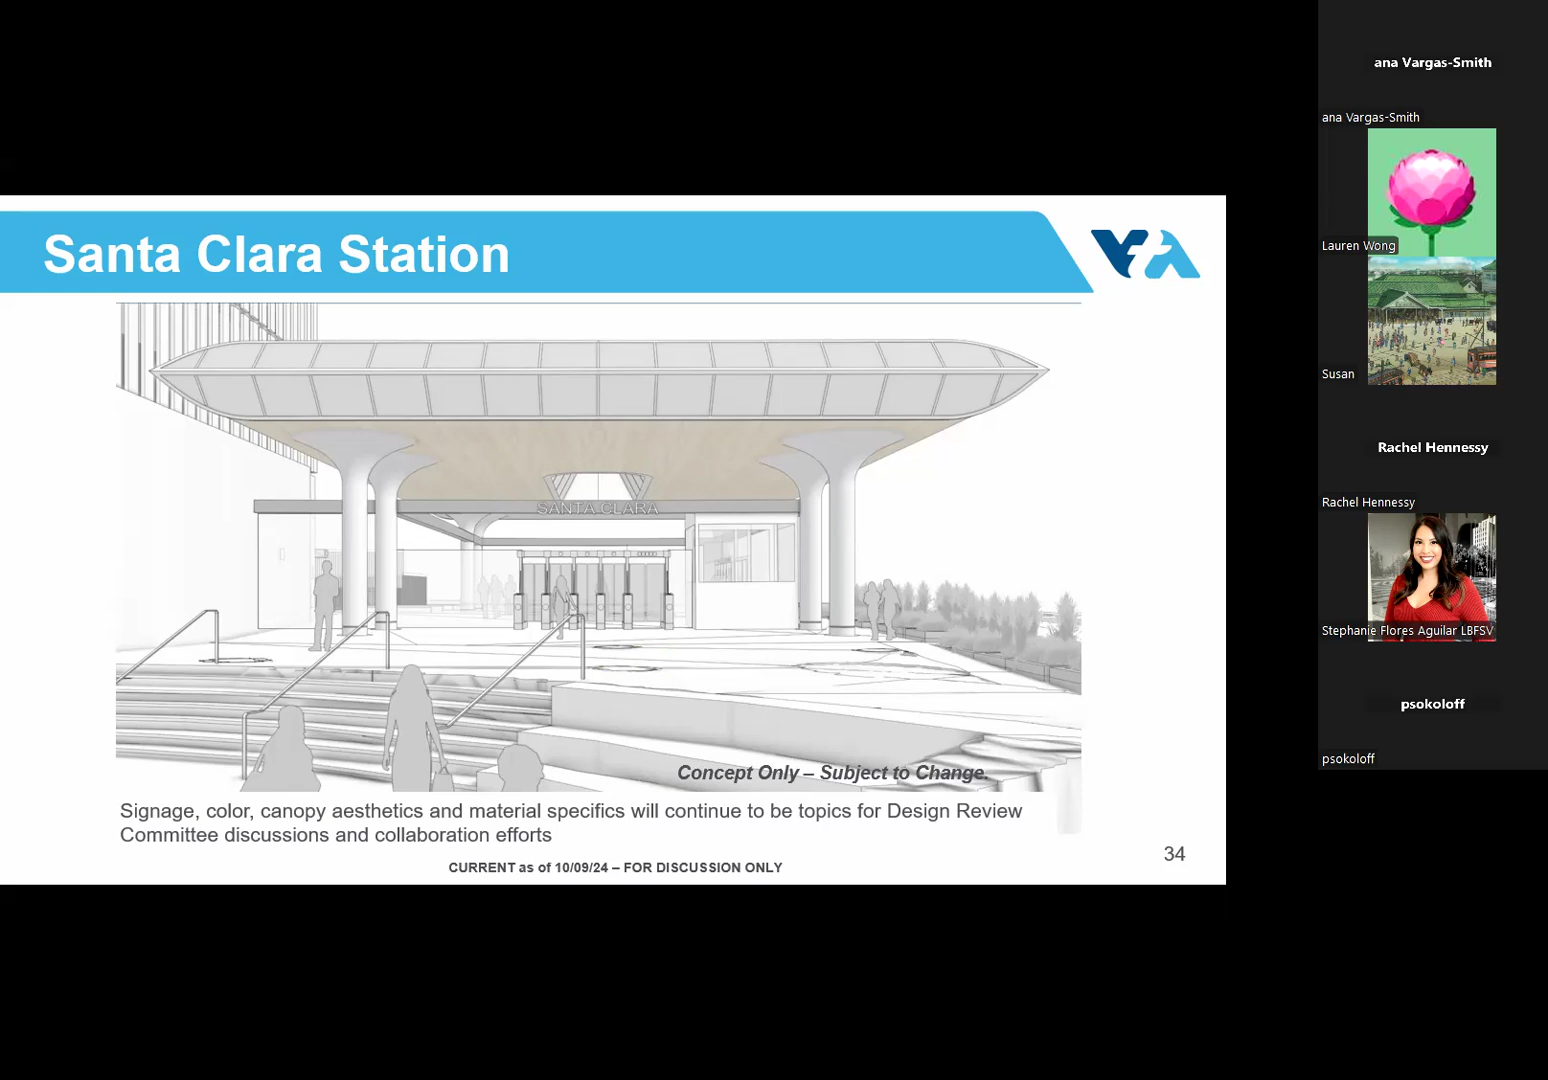 Santa Clara Station
VTA
SANTA CLARA
Concept Only – Subject to Change.
Signage, color, canopy aesthetics and material specifics will continue to be topics for Design Review
Committee discussions and collaboration efforts
34
CURRENT as of 10/09/24 – FOR DISCUSSION ONLY
ana Vargas-Smith
ana Vargas-Smith
Lauren Wong
Susan
Rachel Hennessy
Rachel Hennessy
Stephanie Flores Aguilar LBFSV
psokoloff
psokoloff